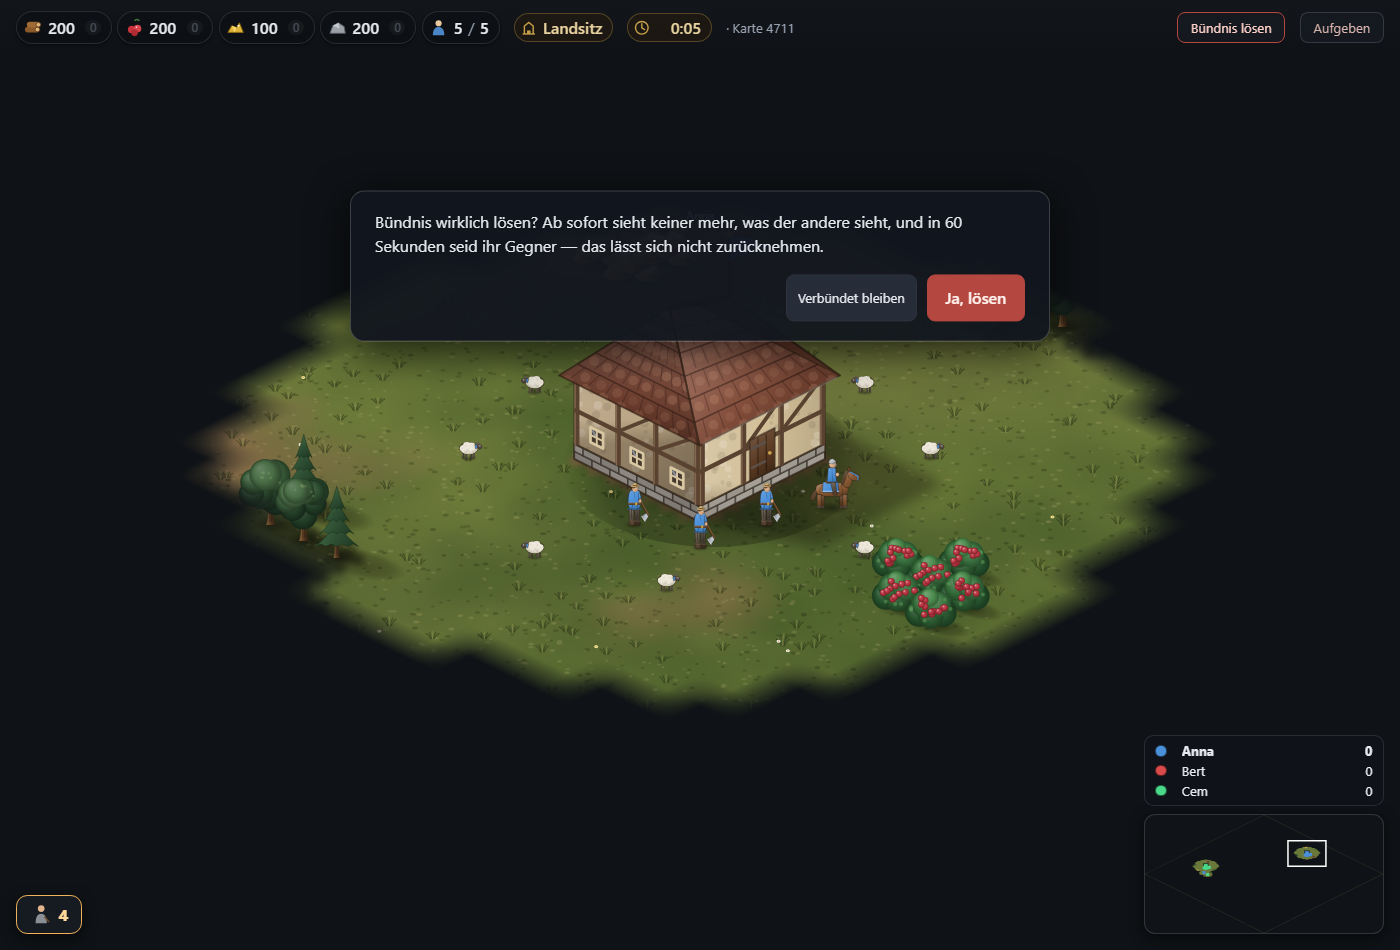 200 0 200 0 100 0 200 0 5 / 5 Landsitz 0:05 · Karte 4711 Bündnis lösen Aufgeben
Bündnis wirklich lösen? Ab sofort sieht keiner mehr, was der andere sieht, und in 60
Sekunden seid ihr Gegner — das lässt sich nicht zurücknehmen.
Verbündet bleiben Ja, lösen
Anna 0
Bert 0
Cem 0
4